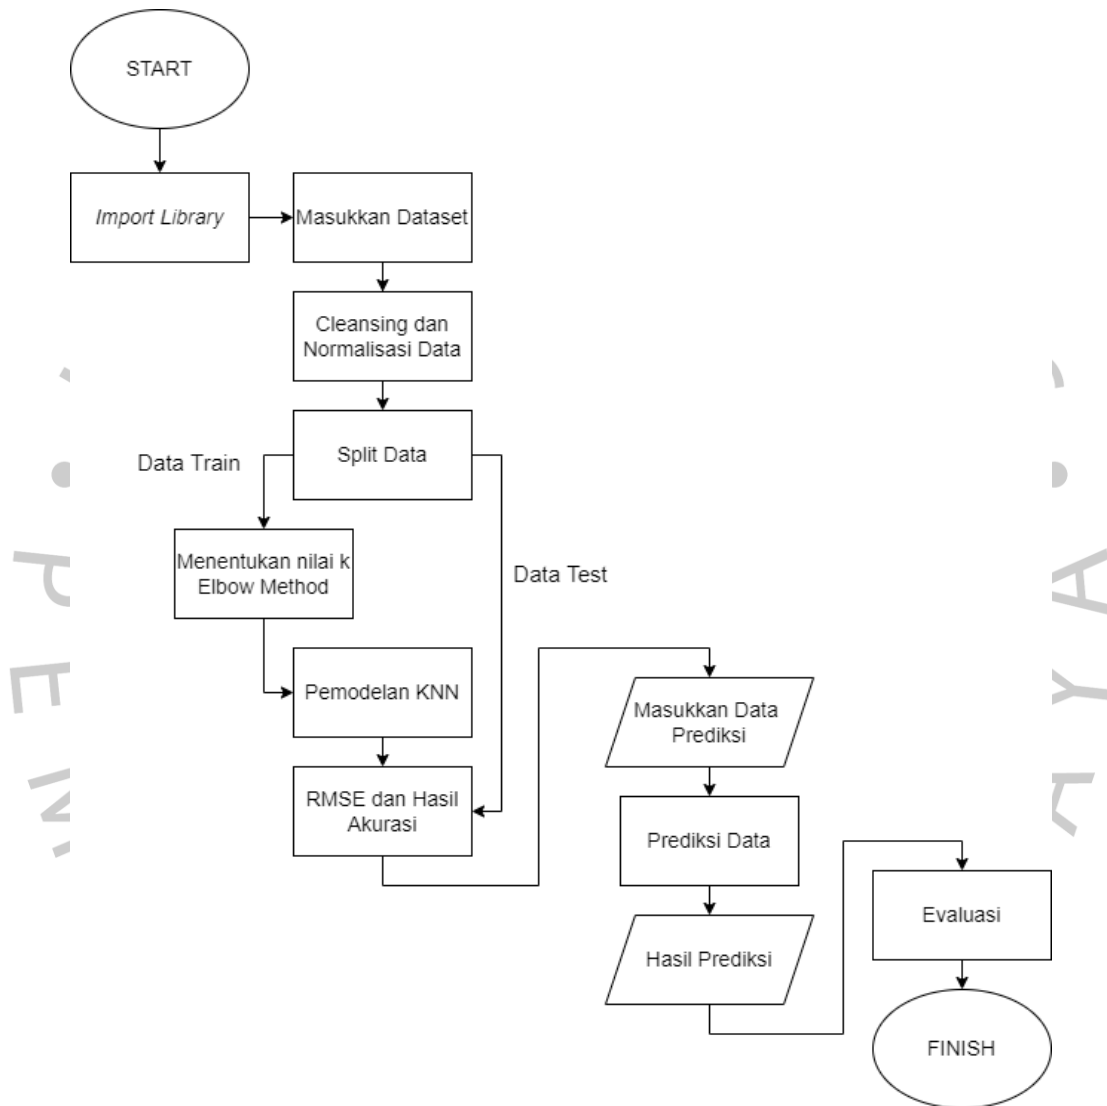 START
Import Library
Masukkan Dataset
Cleansing dan
Normalisasi Data
Split Data
Data Train
Menentukan nilai k
Elbow Method
Data Test
Pemodelan KNN
RMSE dan Hasil
Akurasi
Masukkan Data
Prediksi
Prediksi Data
Hasil Prediksi
Evaluasi
FINISH